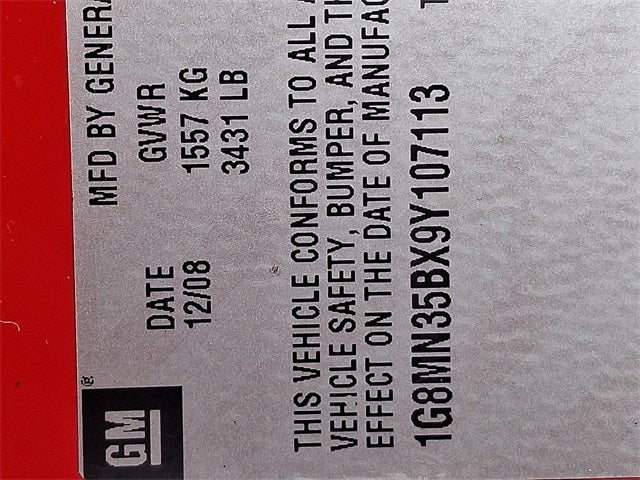 GM
MFD BY GENERA
DATE GVWR
12/08 1557 KG
3431 LB
THIS VEHICLE CONFORMS TO ALL
VEHICLE SAFETY, BUMPER, AND TH
EFFECT ON THE DATE OF MANUFAC
1G8MN35BX9Y107113